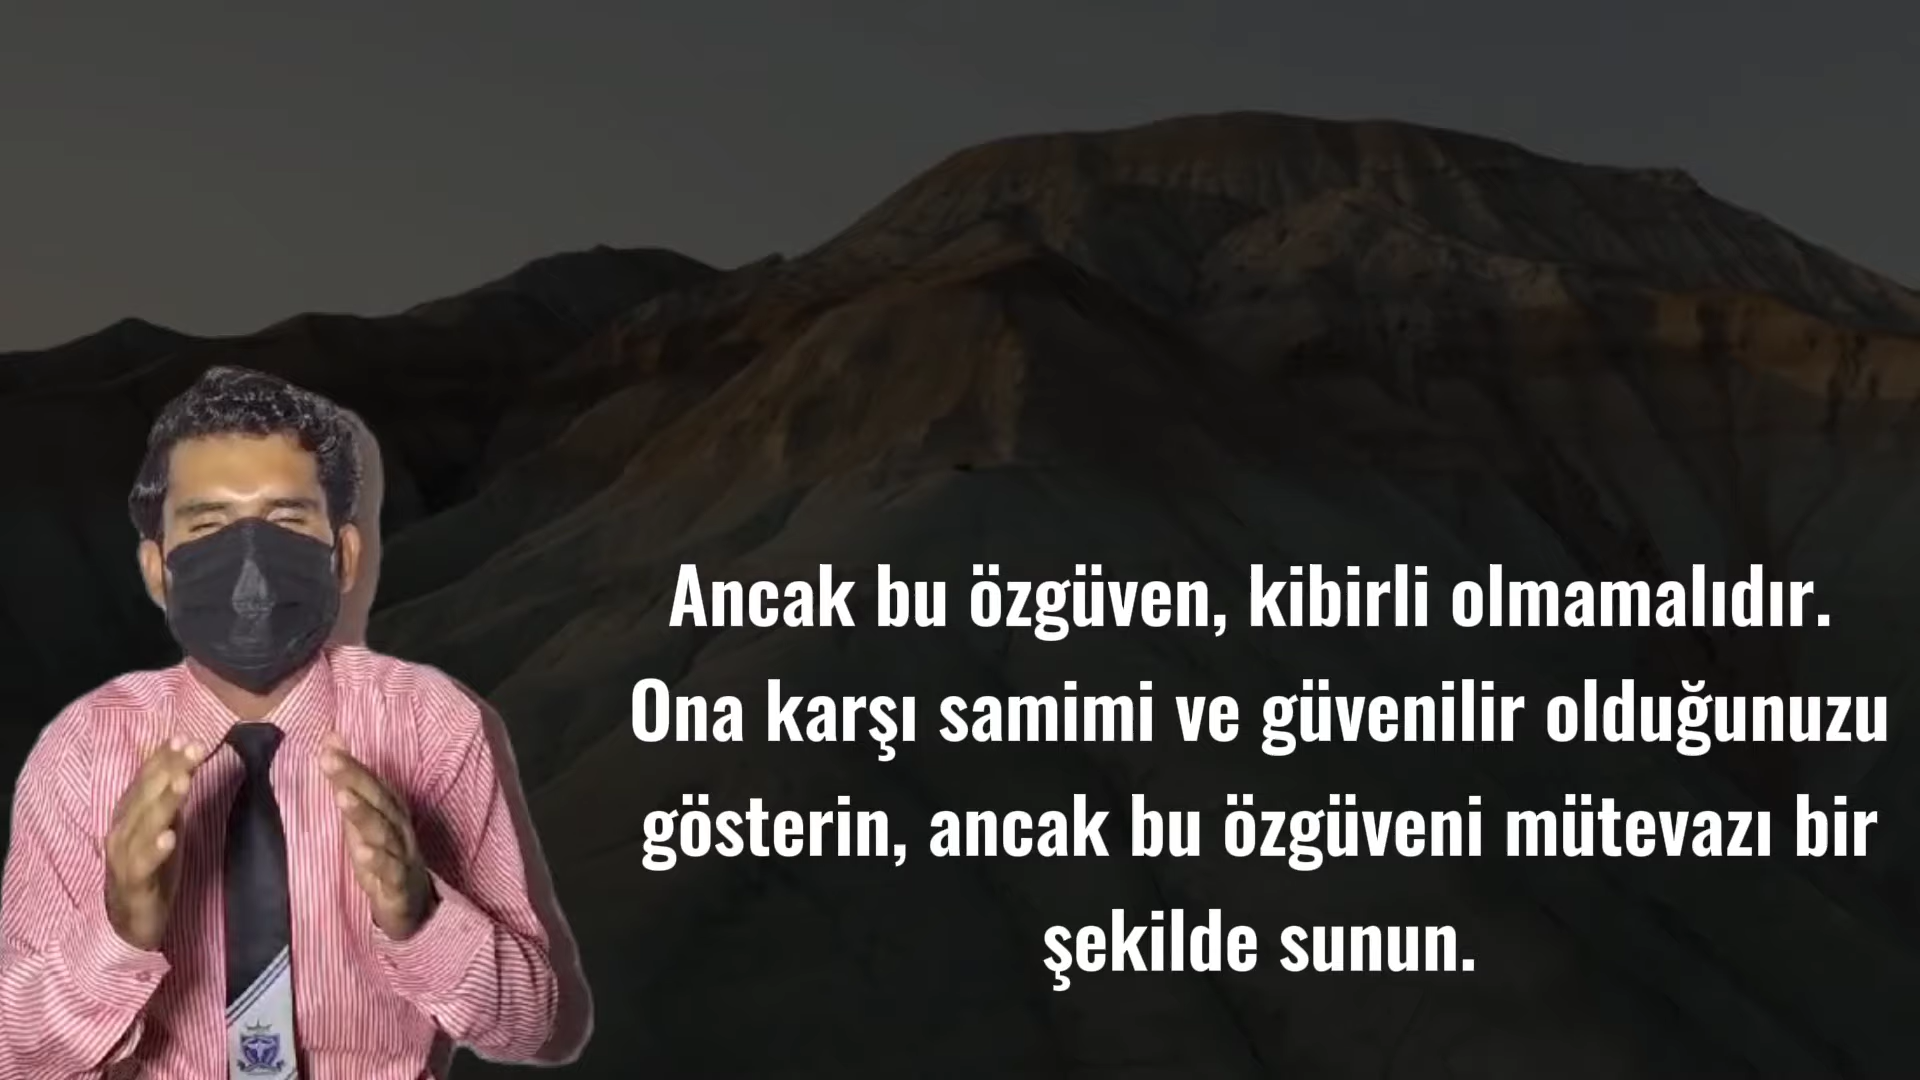 Ancak bu özgüven, kibirli olmamalıdır.
Ona karşı samimi ve güvenilir olduğunuzu
gösterin, ancak bu özgüveni mütevazı bir
şekilde sunun.